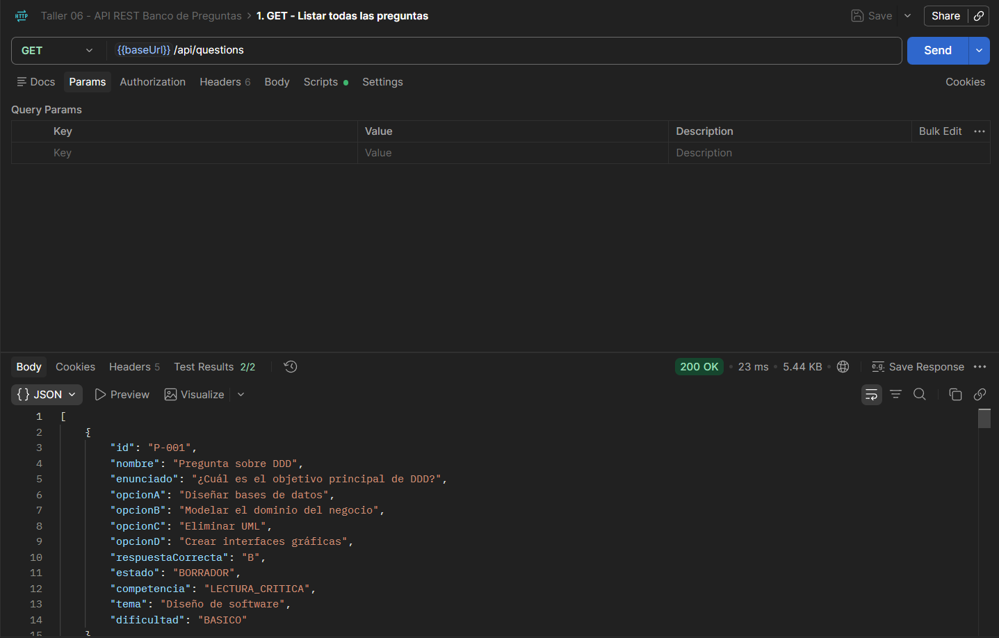 HTTP Taller 06 - API REST Banco de Preguntas > 1. GET - Listar todas las preguntas Save Share
GET {{baseUrl}} /api/questions Send
Docs Params Authorization Headers 6 Body Scripts Settings Cookies
Query Params
Key Value Description Bulk Edit
Key Value Description
Body Cookies Headers 5 Test Results 2/2 200 OK 23 ms 5.44 KB e.g. Save Response
{} JSON Preview Visualize
1 [
2 {
3 "id": "P-001",
4 "nombre": "Pregunta sobre DDD",
5 "enunciado": "¿Cuál es el objetivo principal de DDD?",
6 "opcionA": "Diseñar bases de datos",
7 "opcionB": "Modelar el dominio del negocio",
8 "opcionC": "Eliminar UML",
9 "opcionD": "Crear interfaces gráficas",
10 "respuestaCorrecta": "B",
11 "estado": "BORRADOR",
12 "competencia": "LECTURA_CRITICA",
13 "tema": "Diseño de software",
14 "dificultad": "BASICO"
15 }